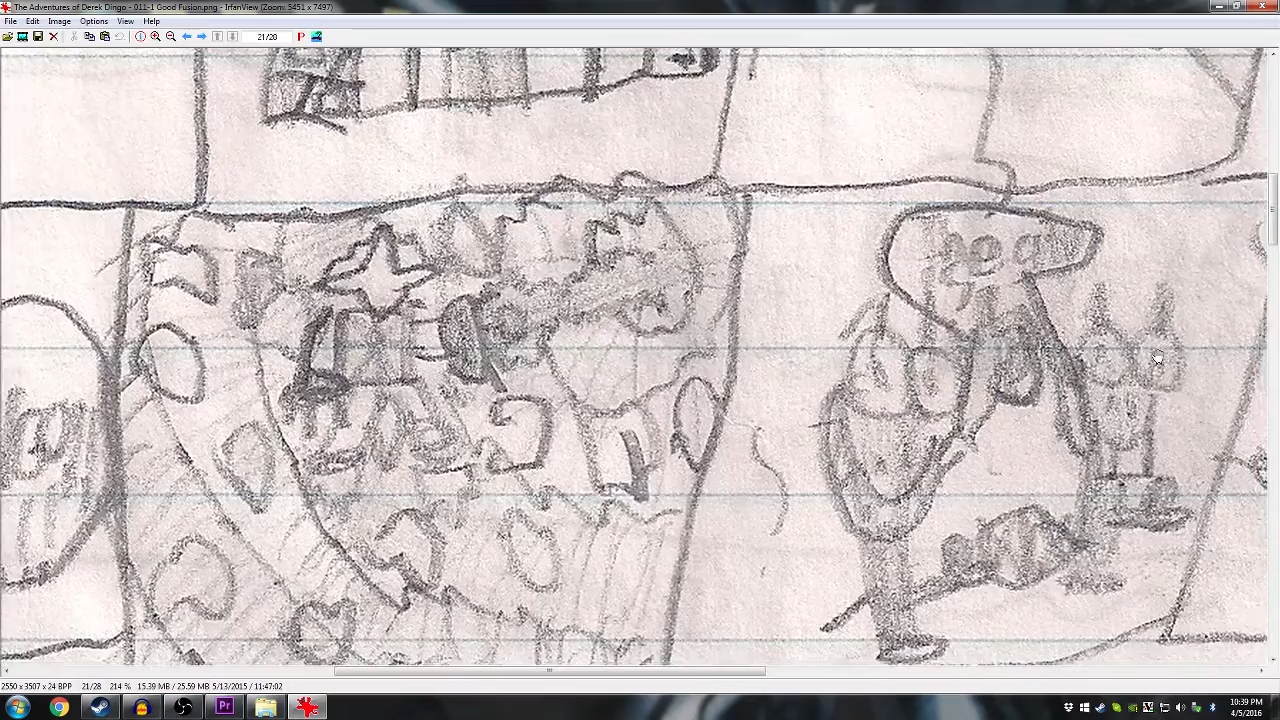 The Adventures of Derek Dingo - 011-1 Good Fusion.png - IrfanView (Zoom: 5451 x 7497)
File Edit Image Options View Help
21/28
2550 x 3507 x 24 BPP 21/28 214 % 15.39 MB / 25.59 MB 5/13/2015 / 11:47:02
Pr
10:39 PM
4/5/2016